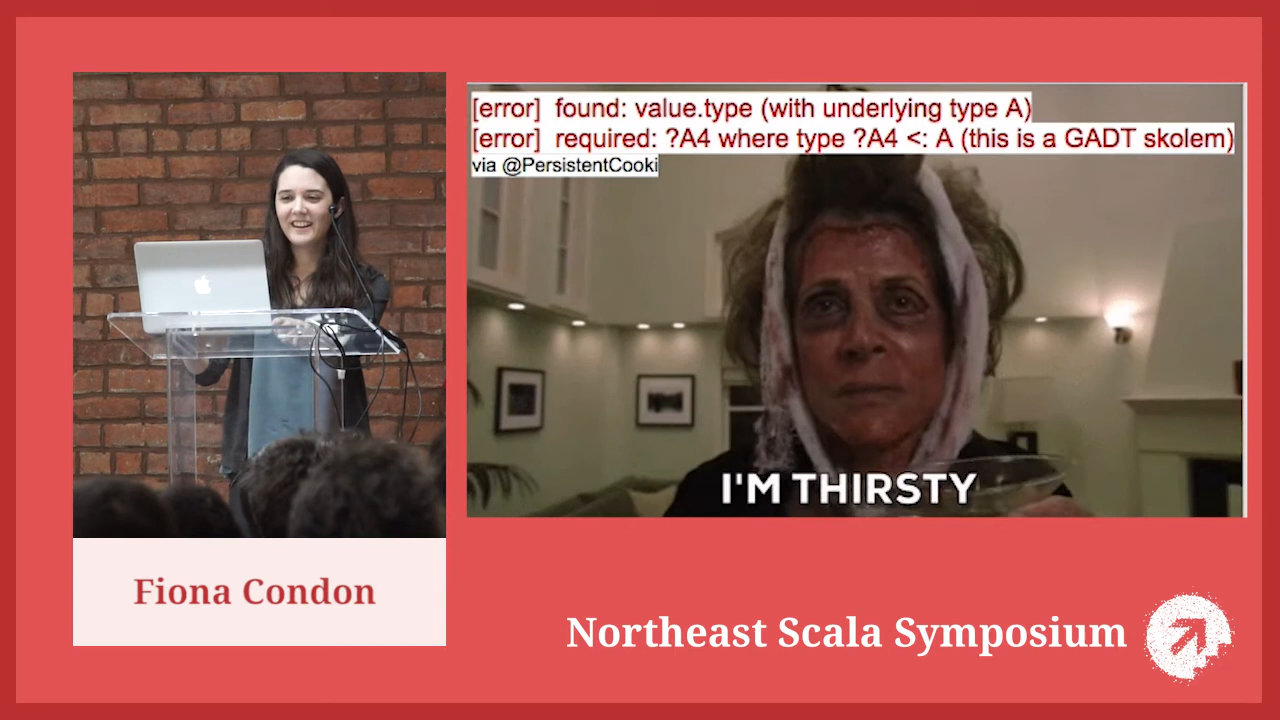 [error] found: value.type (with underlying type A)
[error] required: ?A4 where type ?A4 <: A (this is a GADT skolem)
via @PersistentCooki
I'M THIRSTY
Fiona Condon
Northeast Scala Symposium